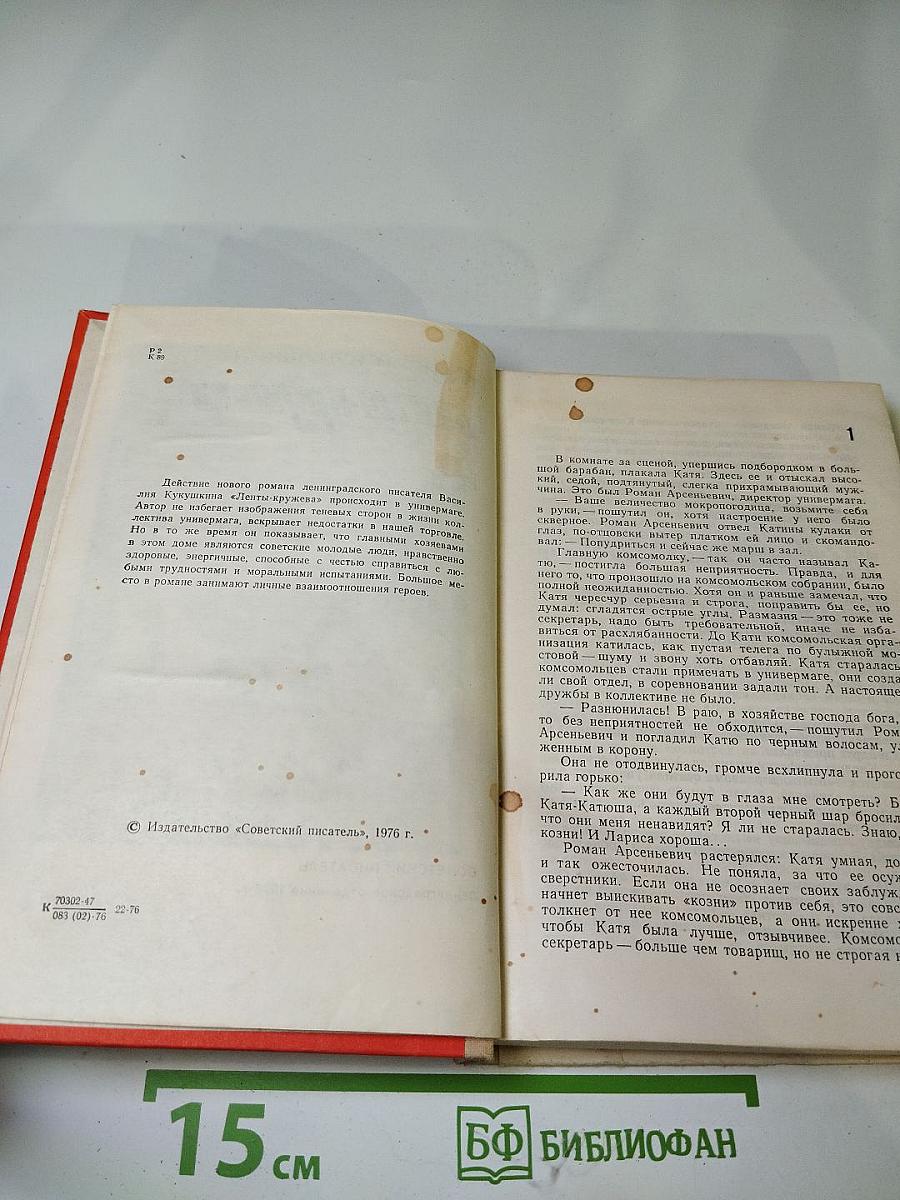 Р 2
К 89
Действие нового романа ленинградского писателя Васи-
лия Кукушкина «Ленты-кружева» происходит в универмаге.
Автор не избегает изображения теневых сторон в жизни кол-
лектива универмага, вскрывает недостатки в нашей торговле.
Но в то же время он показывает, что главными хозяевами
в этом доме являются советские молодые люди, нравственно
здоровые, энергичные, способные с честью справиться с лю-
быми трудностями и моральными испытаниями. Большое ме-
сто в романе занимают личные взаимоотношения героев.
© Издательство «Советский писатель», 1976 г.
К 70302-47
083 (02)-76 22-76
1
В комнате за сценой, упершись подбородком в боль-
шой барабан, плакала Катя. Здесь ее и отыскал высо-
кий, седой, подтянутый, слегка прихрамывающий муж-
чина. Это был Роман Арсеньевич, директор универмага.
— Ваше величество мокропогодица, возьмите себя
в руки, — пошутил он, хотя настроение у него было
скверное. Роман Арсеньевич отвел Катины кулаки от
глаз, по-отцовски вытер платком ей лицо и скомандо-
вал: — Попудриться и сейчас же марш в зал.
Главную комсомолку, — так он часто называл Ка-
тю, — постигла большая неприятность. Правда, и для
него то, что произошло на комсомольском собрании, было
полной неожиданностью. Хотя он и раньше замечал, что
Катя чересчур серьезна и строга, поправить бы ее, но
думал: сгладятся острые углы. Размазня — это тоже не
секретарь, надо быть требовательной, иначе не изба-
виться от расхлябанности. До Кати комсомольская орга-
низация катилась, как пустая телега по булыжной мо-
стовой — шуму и звону хоть отбавляй. Катя старалась
комсомольцев стали примечать в универмаге, они созда
ли свой отдел, в соревновании задали тон. А настояще
дружбы в коллективе не было.
— Разнюнилась! В раю, в хозяйстве господа бога,
то без неприятностей не обходится, — пошутил Ром
Арсеньевич и погладил Катю по черным волосам, ул
женным в корону.
Она не отодвинулась, громче всхлипнула и прого
рила горько:
— Как же они будут в глаза мне смотреть? Б
Катя-Катюша, а каждый второй черный шар бросил
что они меня ненавидят? Я ли не старалась. Знаю,
козни! И Лариса хороша...
Роман Арсеньевич растерялся: Катя умная, до
и так ожесточилась. Не поняла, за что ее осуж
сверстники. Если она не осознает своих заблуж
начнет выискивать «козни» против себя, это совс
толкнет от нее комсомольцев, а они искренне х
чтобы Катя была лучше, отзывчивее. Комсомо
секретарь — больше чем товарищ, но не строгая н
15 см
БФ БИБЛИОФАН